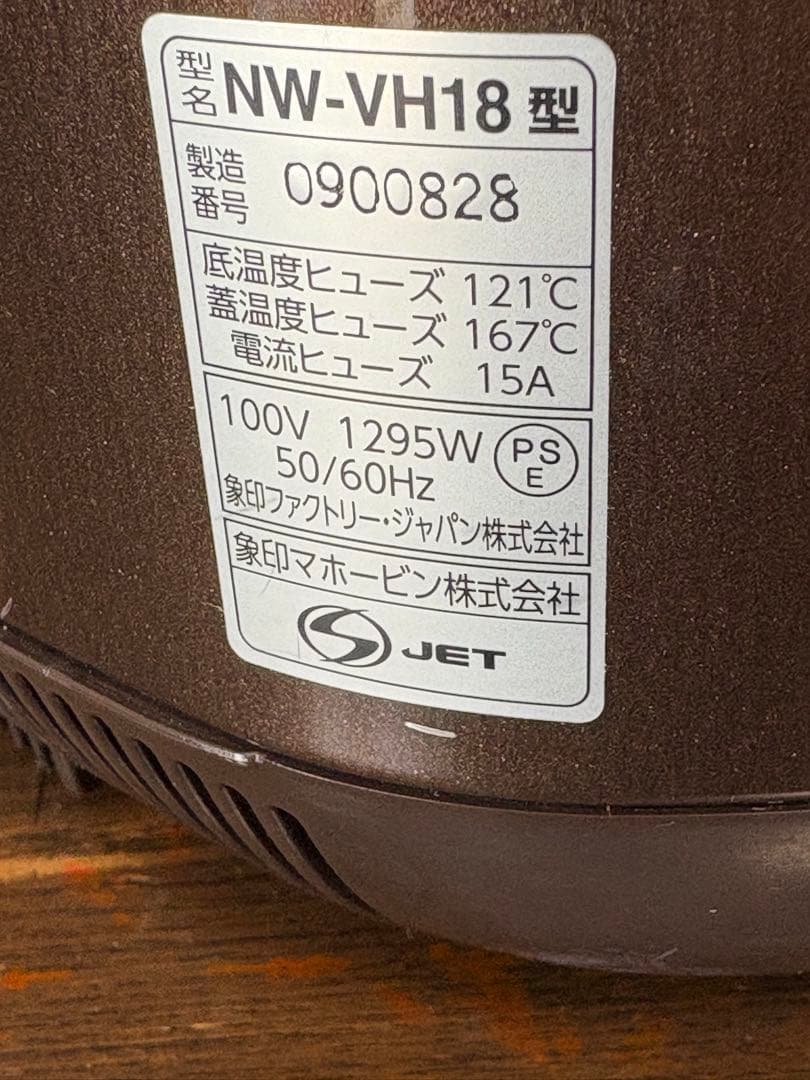 型名 NW-VH18 型
製造番号 0900828
底温度ヒューズ 121℃
蓋温度ヒューズ 167℃
電流ヒューズ 15A
100V 1295W
50/60Hz
PSE
象印ファクトリー・ジャパン株式会社
象印マホービン株式会社
S JET